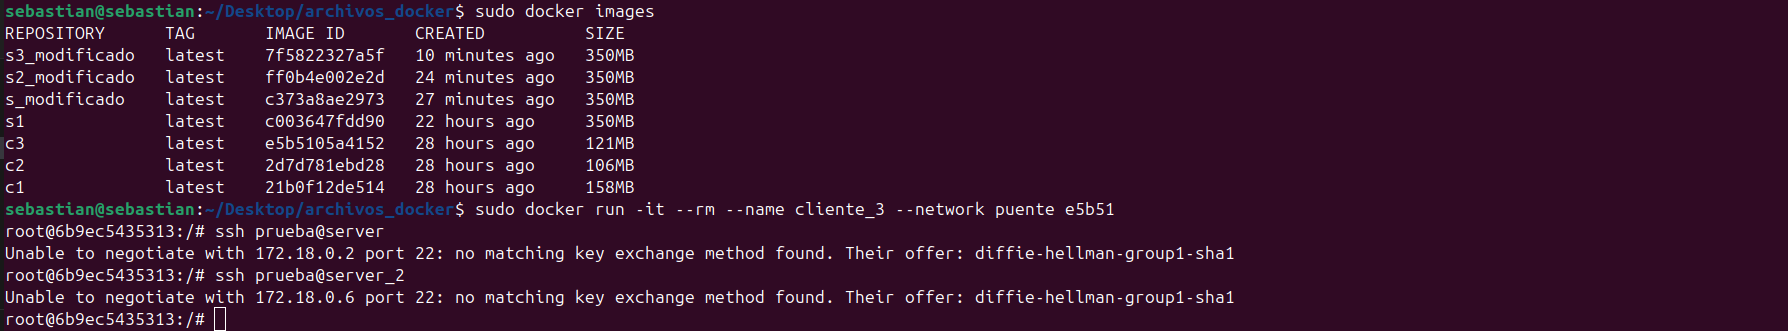 sebastian@sebastian:~/Desktop/archivos_docker$ sudo docker images
REPOSITORY      TAG       IMAGE ID       CREATED          SIZE
s3_modificado   latest    7f5822327a5f   10 minutes ago   350MB
s2_modificado   latest    ff0b4e002e2d   24 minutes ago   350MB
s_modificado    latest    c373a8ae2973   27 minutes ago   350MB
s1              latest    c003647fdd90   22 hours ago     350MB
c3              latest    e5b5105a4152   28 hours ago     121MB
c2              latest    2d7d781ebd28   28 hours ago     106MB
c1              latest    21b0f12de514   28 hours ago     158MB
sebastian@sebastian:~/Desktop/archivos_docker$ sudo docker run -it --rm --name cliente_3 --network puente e5b51
root@6b9ec5435313:/# ssh prueba@server
Unable to negotiate with 172.18.0.2 port 22: no matching key exchange method found. Their offer: diffie-hellman-group1-sha1
root@6b9ec5435313:/# ssh prueba@server_2
Unable to negotiate with 172.18.0.6 port 22: no matching key exchange method found. Their offer: diffie-hellman-group1-sha1
root@6b9ec5435313:/#